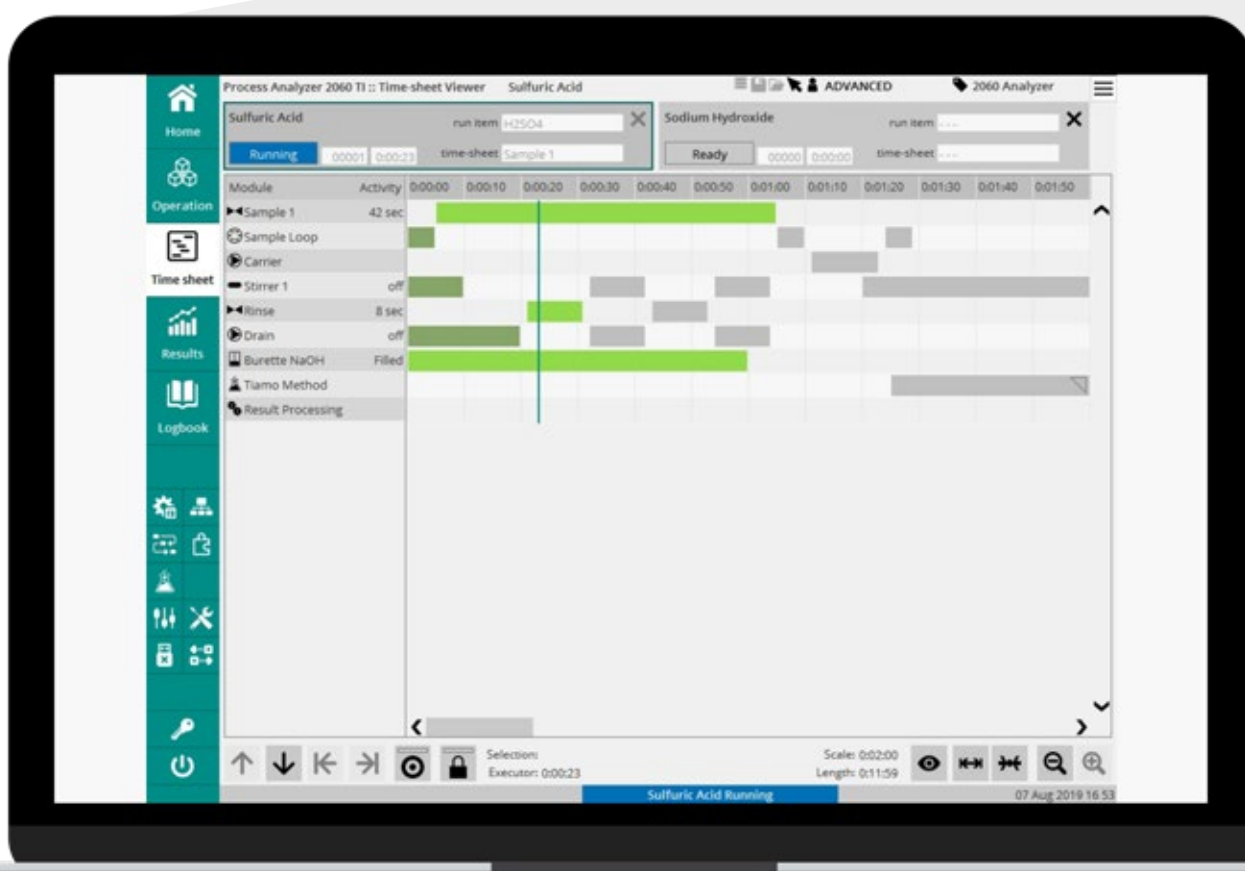 Process Analyzer 2060 TI :: Time-sheet Viewer Sulfuric Acid ADVANCED 2060 Analyzer
Home
Sulfuric Acid run item H2SO4
Running 00001 0:00:23 time-sheet Sample 1
Sodium Hydroxide run item - - -
Ready 00000 0:00:00 time-sheet - - -
Operation
Time sheet
Results
Logbook
Module Activity 0:00:00 0:00:10 0:00:20 0:00:30 0:00:40 0:00:50 0:01:00 0:01:10 0:01:20 0:01:30 0:01:40 0:01:50
Sample 1 42 sec
Sample Loop
Carrier
Stirrer 1 off
Rinse 8 sec
Drain off
Burette NaOH Filled
Tiamo Method
Result Processing
Selection:
Executor: 0:00:23
Scale: 0:02:00
Length: 0:11:59
Sulfuric Acid Running 07 Aug 2019 16 53